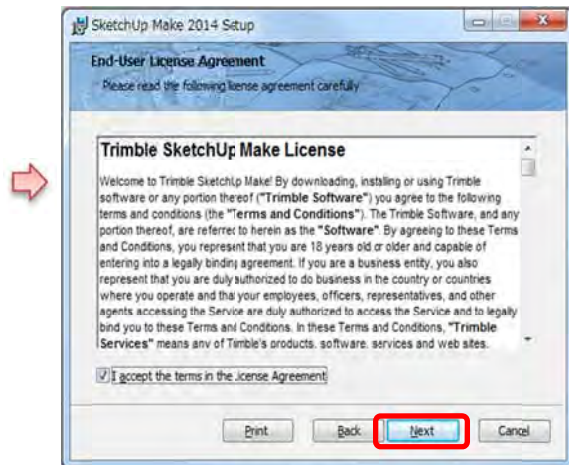 SketchUp Make 2014 Setup
End-User License Agreement
Please read the following license agreement carefully
Trimble SketchUp Make License
Welcome to Trimble SketchUp Make! By downloading, installing or using Trimble
software or any portion thereof ("Trimble Software") you agree to the following
terms and conditions (the "Terms and Conditions"). The Trimble Software, and any
portion thereof, are referred to herein as the "Software". By agreeing to these Terms
and Conditions, you represent that you are 18 years old or older and capable of
entering into a legally binding agreement. If you are a business entity, you also
represent that you are duly authorized to do business in the country or countries
where you operate and that your employees, officers, representatives, and other
agents accessing the Service are duly authorized to access the Service and to legally
bind you to these Terms and Conditions. In these Terms and Conditions, "Trimble
Services" means any of Trimble's products, software, services and web sites.
I accept the terms in the License Agreement
Print Back Next Cancel